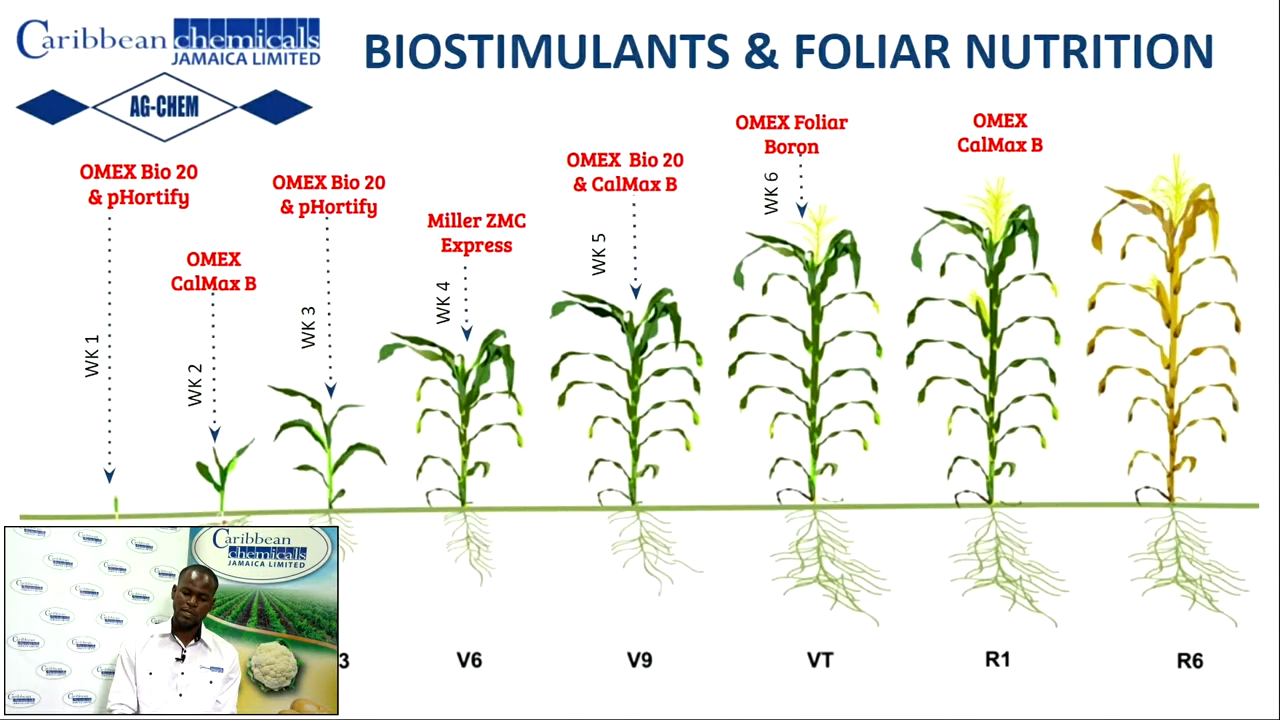 Caribbean chemicals
JAMAICA LIMITED
AG-CHEM
BIOSTIMULANTS & FOLIAR NUTRITION
OMEX Bio 20
& pHortify
WK 1
OMEX
CalMax B
WK 2
OMEX Bio 20
& pHortify
WK 3
Miller ZMC
Express
WK 4
OMEX Bio 20
& CalMax B
WK 5
OMEX Foliar
Boron
WK 6
OMEX
CalMax B
Caribbean
chemicals
JAMAICA LIMITED
3
V6
V9
VT
R1
R6